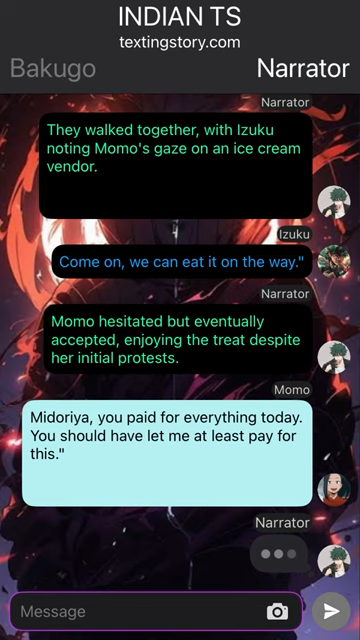 INDIAN TS
textingstory.com
Bakugo Narrator
Narrator
They walked together, with Izuku
noting Momo's gaze on an ice cream
vendor.
Izuku
Come on, we can eat it on the way."
Narrator
Momo hesitated but eventually
accepted, enjoying the treat despite
her initial protests.
Momo
Midoriya, you paid for everything today.
You should have let me at least pay for
this."
Narrator
Message